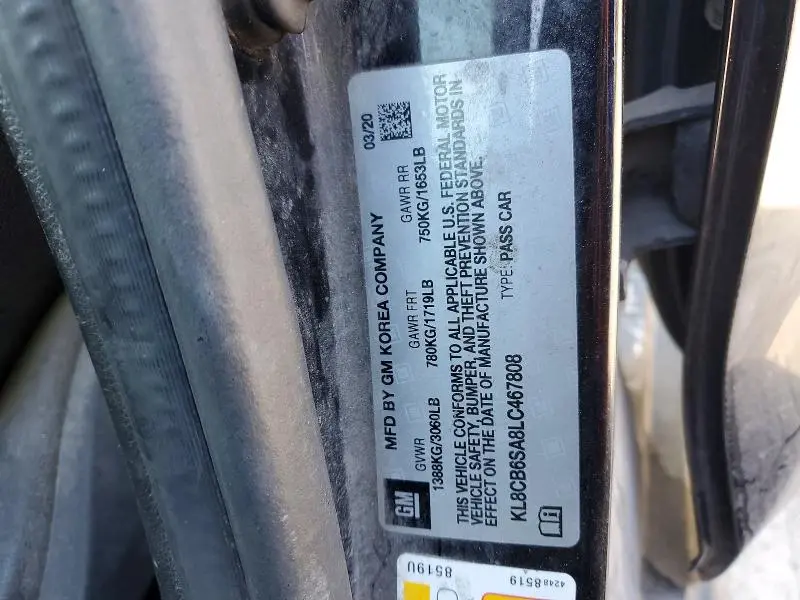 MFD BY GM KOREA COMPANY 03/20
GVWR GAWR FRT GAWR RR
1388KG/3060LB 780KG/1719LB 750KG/1653LB
THIS VEHICLE CONFORMS TO ALL APPLICABLE U.S. FEDERAL MOTOR
VEHICLE SAFETY, BUMPER, AND THEFT PREVENTION STANDARDS IN
EFFECT ON THE DATE OF MANUFACTURE SHOWN ABOVE.
TYPE: PASS CAR
KL8CB6SA8LC467808
GM
8519U
42488519